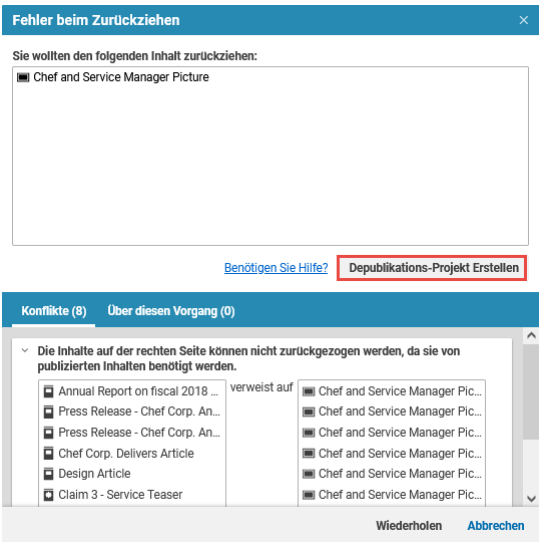 Fehler beim Zurückziehen
Sie wollten den folgenden Inhalt zurückziehen:
Chef and Service Manager Picture
Benötigen Sie Hilfe? Depublikations-Projekt Erstellen
Konflikte (8) Über diesen Vorgang (0)
Die Inhalte auf der rechten Seite können nicht zurückgezogen werden, da sie von
publizierten Inhalten benötigt werden.
Annual Report on fiscal 2018 ... verweist auf Chef and Service Manager Pic...
Press Release - Chef Corp. An... Chef and Service Manager Pic...
Press Release - Chef Corp. An... Chef and Service Manager Pic...
Chef Corp. Delivers Article Chef and Service Manager Pic...
Design Article Chef and Service Manager Pic...
Claim 3 - Service Teaser Chef and Service Manager Pic...
Wiederholen Abbrechen